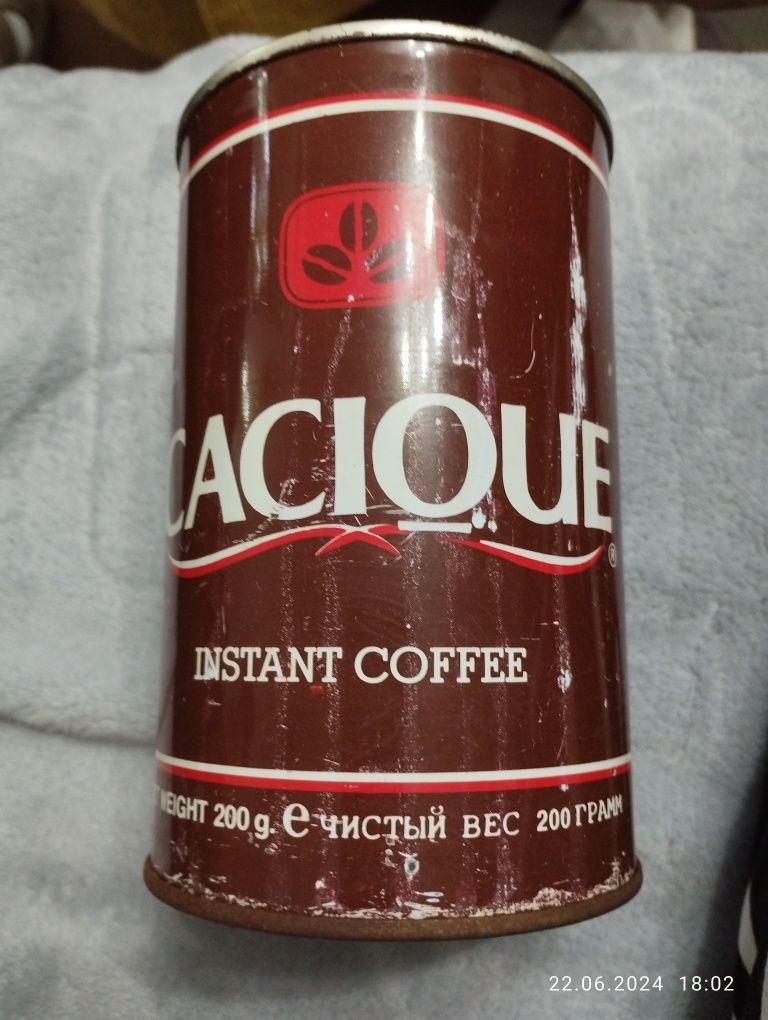 CACIQUE
®
INSTANT COFFEE
WEIGHT 200 g. e ЧИСТЫЙ ВЕС 200 ГРАММ
22.06.2024 18:02